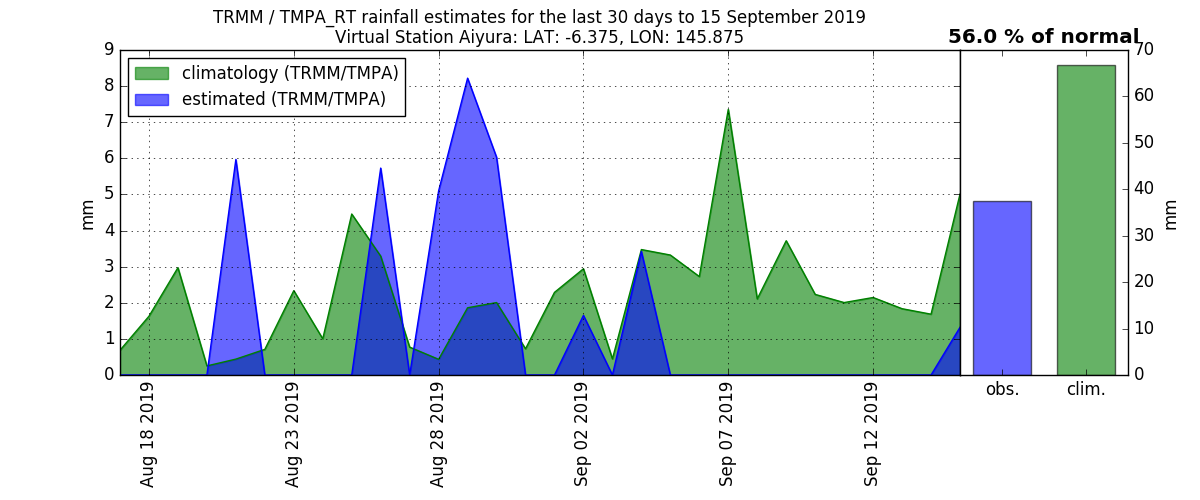 TRMM / TMPA_RT rainfall estimates for the last 30 days to 15 September 2019
Virtual Station Aiyura: LAT: -6.375, LON: 145.875
56.0 % of normal
climatology (TRMM/TMPA)
estimated (TRMM/TMPA)
mm
9
8
7
6
5
4
3
2
1
0
Aug 18 2019
Aug 23 2019
Aug 28 2019
Sep 02 2019
Sep 07 2019
Sep 12 2019
70
60
50
40
30
20
10
0
mm
obs.
clim.